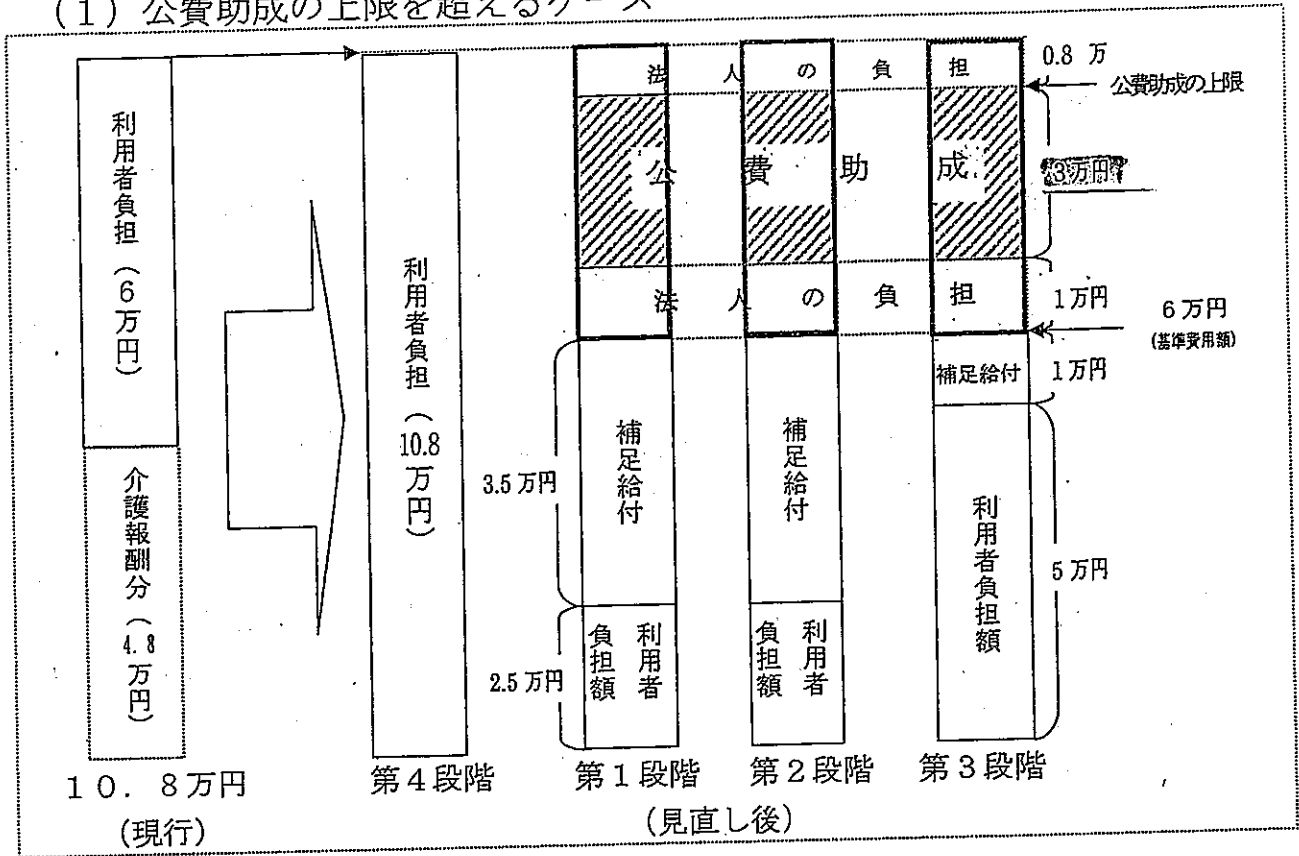 (1) 公費助成の上限を超えるケース
利用者負担(6万円)
介護報酬分(4.8万円)
10.8万円
(現行)
利用者負担(10.8万円)
第4段階
法人の負担
0.8万
公費助成の上限
公費助成
3万円
法人の負担
1万円
6万円
(基準費用額)
補足給付
1万円
3.5万円
補足給付
補足給付
2.5万円
利用者
負担額
利用者
負担額
利用者負担額
5万円
第1段階
第2段階
第3段階
(見直し後)